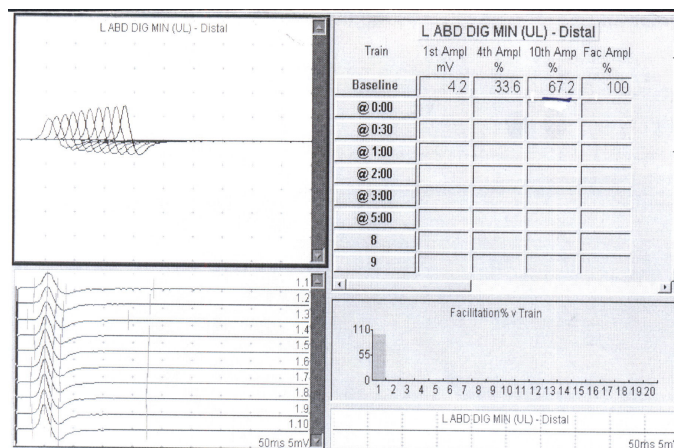 L ABD DIG MIN (UL) - Distal
L ABD DIG MIN (UL) - Distal
Train 1st Ampl 4th Ampl 10th Amp Fac Ampl
mV % % %
Baseline 4.2 33.6 67.2 100
@ 0:00
@ 0:30
@ 1:00
@ 2:00
@ 3:00
@ 5:00
8
9
1.1
1.2
1.3
1.4
1.5
1.6
1.7
1.8
1.9
1.10
50ms 5mV
Facilitation% v Train
110
55
0
1 2 3 4 5 6 7 8 9 10 11 12 13 14 15 16 17 18 19 20
L ABD DIG MIN (UL) - Distal
50ms 5mV